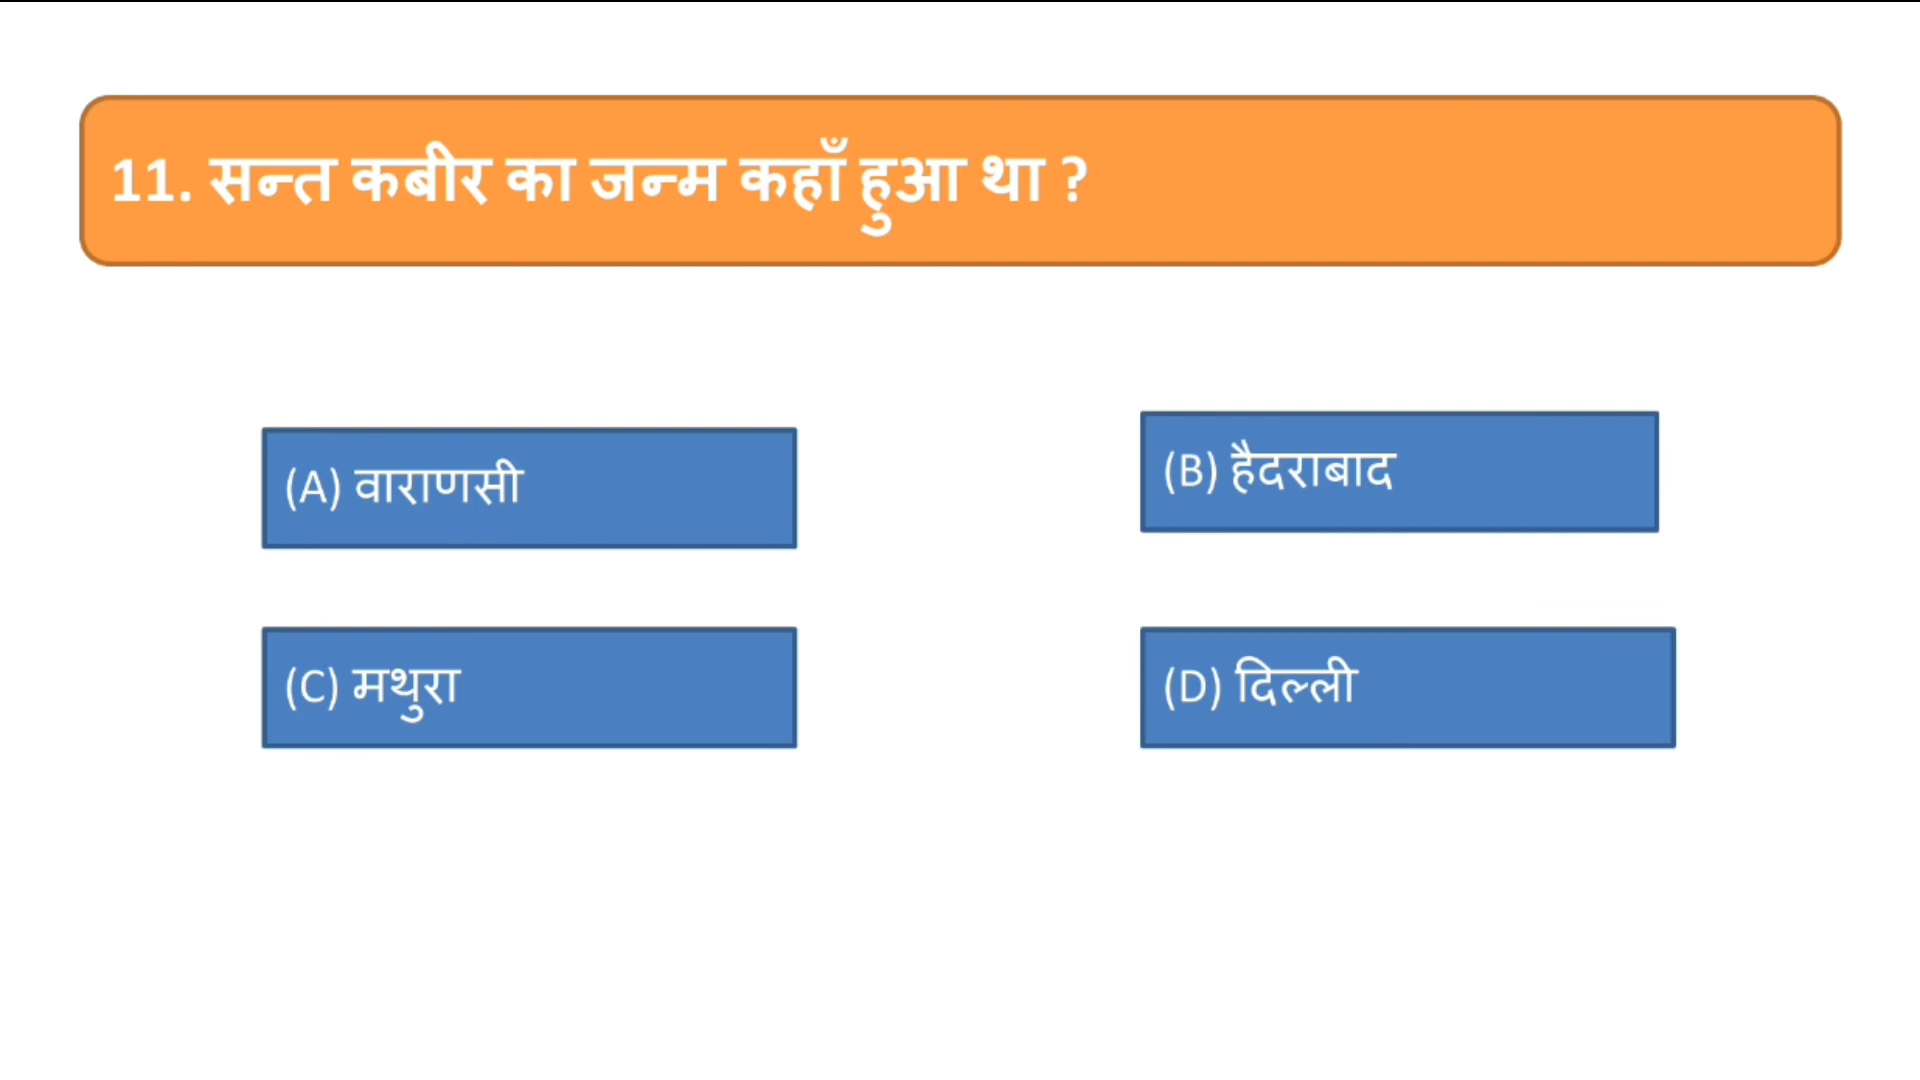 11. सन्त कबीर का जन्म कहाँ हुआ था ?
(A) वाराणसी
(B) हैदराबाद
(C) मथुरा
(D) दिल्ली